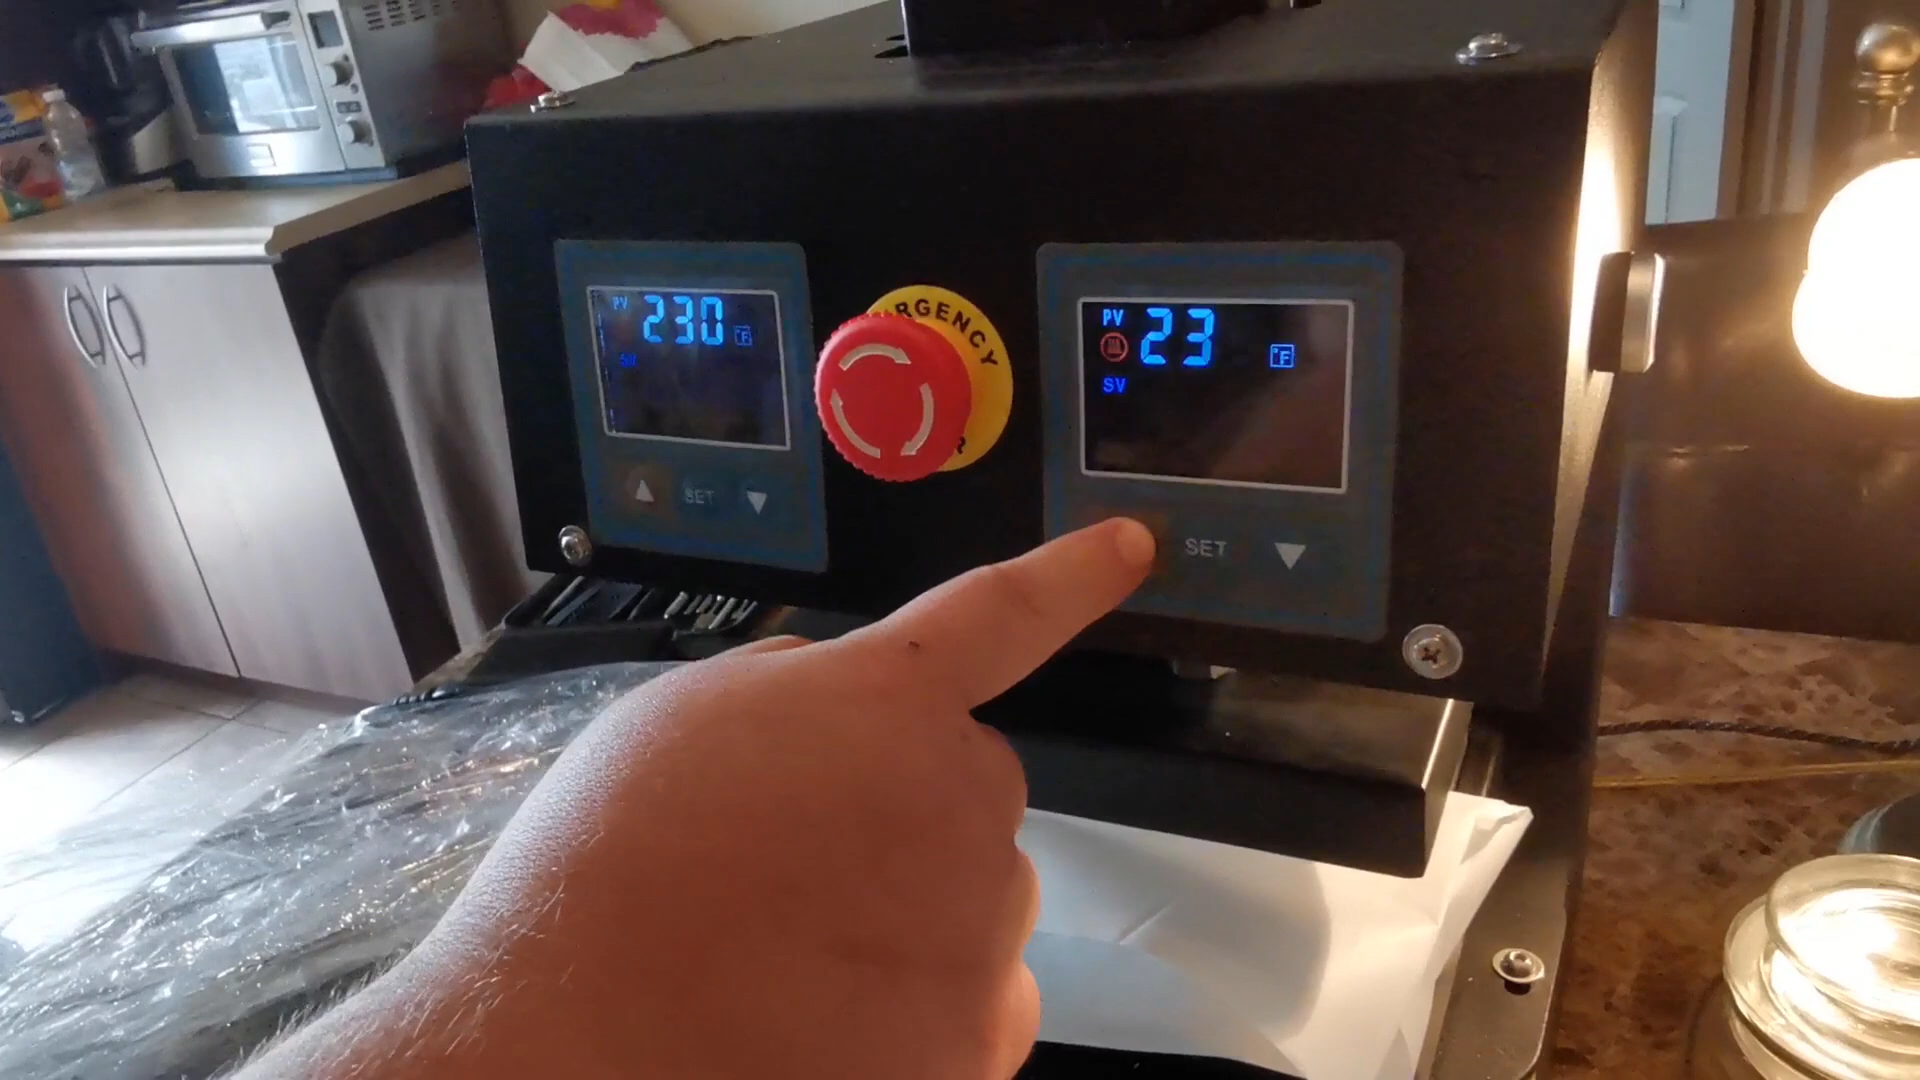 PV 230 °F
SV
SET
RGENCY
R
PV 23 °F
SV
SET